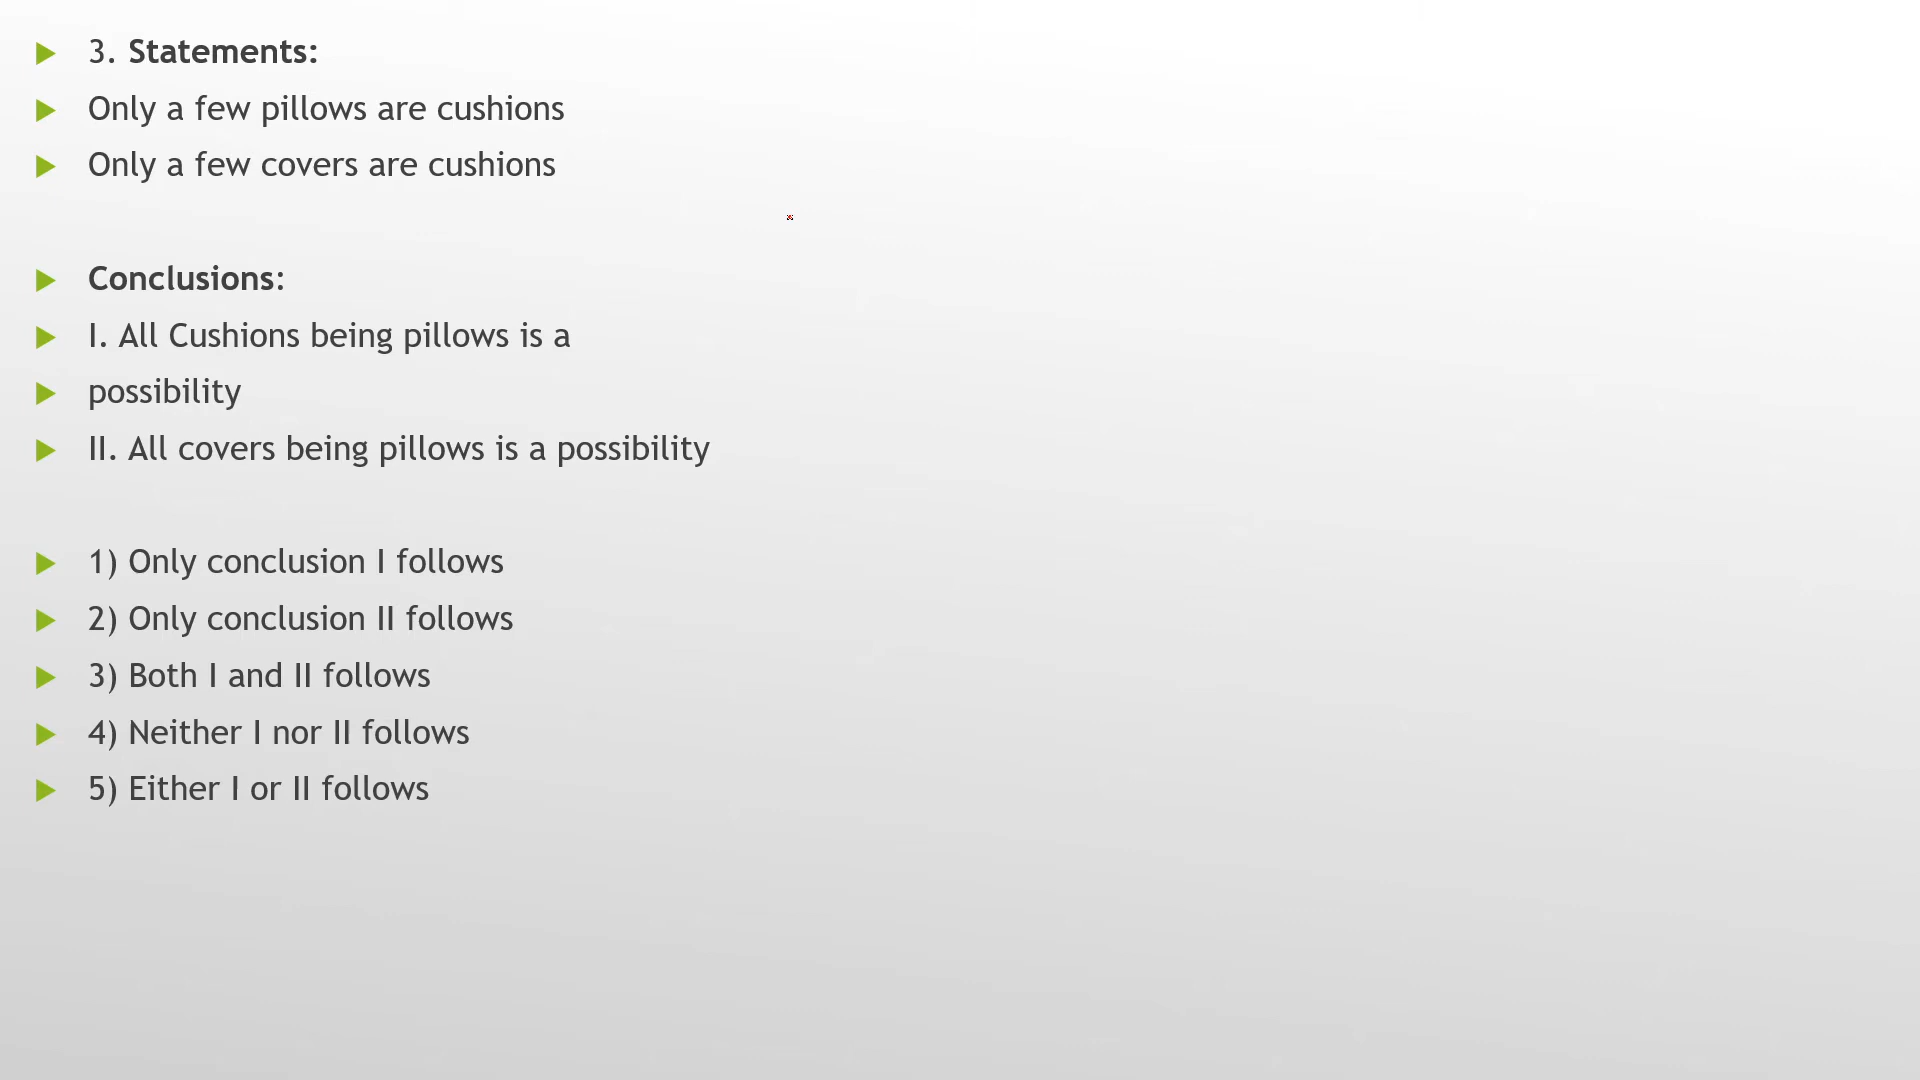 3. Statements:
Only a few pillows are cushions
Only a few covers are cushions
Conclusions:
I. All Cushions being pillows is a
possibility
II. All covers being pillows is a possibility
1) Only conclusion I follows
2) Only conclusion II follows
3) Both I and II follows
4) Neither I nor II follows
5) Either I or II follows